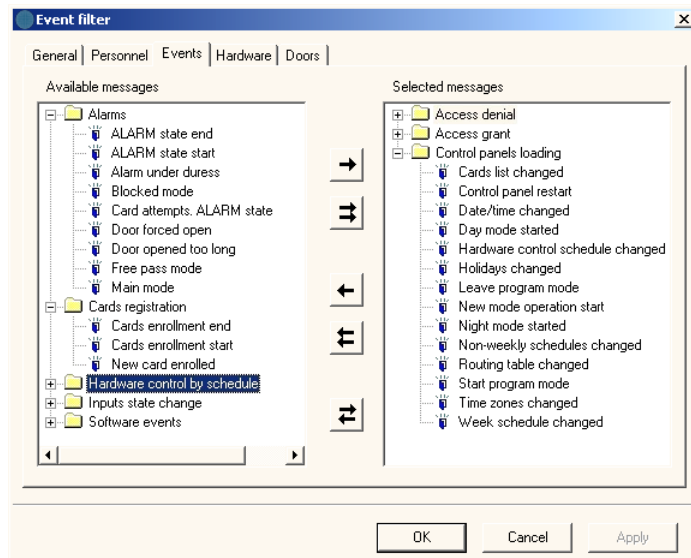 Event filter
General
Personnel
Events
Hardware
Doors
Available messages
Alarms
ALARM state end
ALARM state start
Alarm under duress
Blocked mode
Card attempts. ALARM state
Door forced open
Door opened too long
Free pass mode
Main mode
Cards registration
Cards enrollment end
Cards enrollment start
New card enrolled
Hardware control by schedule
Inputs state change
Software events
Selected messages
Access denial
Access grant
Control panels loading
Cards list changed
Control panel restart
Date/time changed
Day mode started
Hardware control schedule changed
Holidays changed
Leave program mode
New mode operation start
Night mode started
Non-weekly schedules changed
Routing table changed
Start program mode
Time zones changed
Week schedule changed
OK
Cancel
Apply